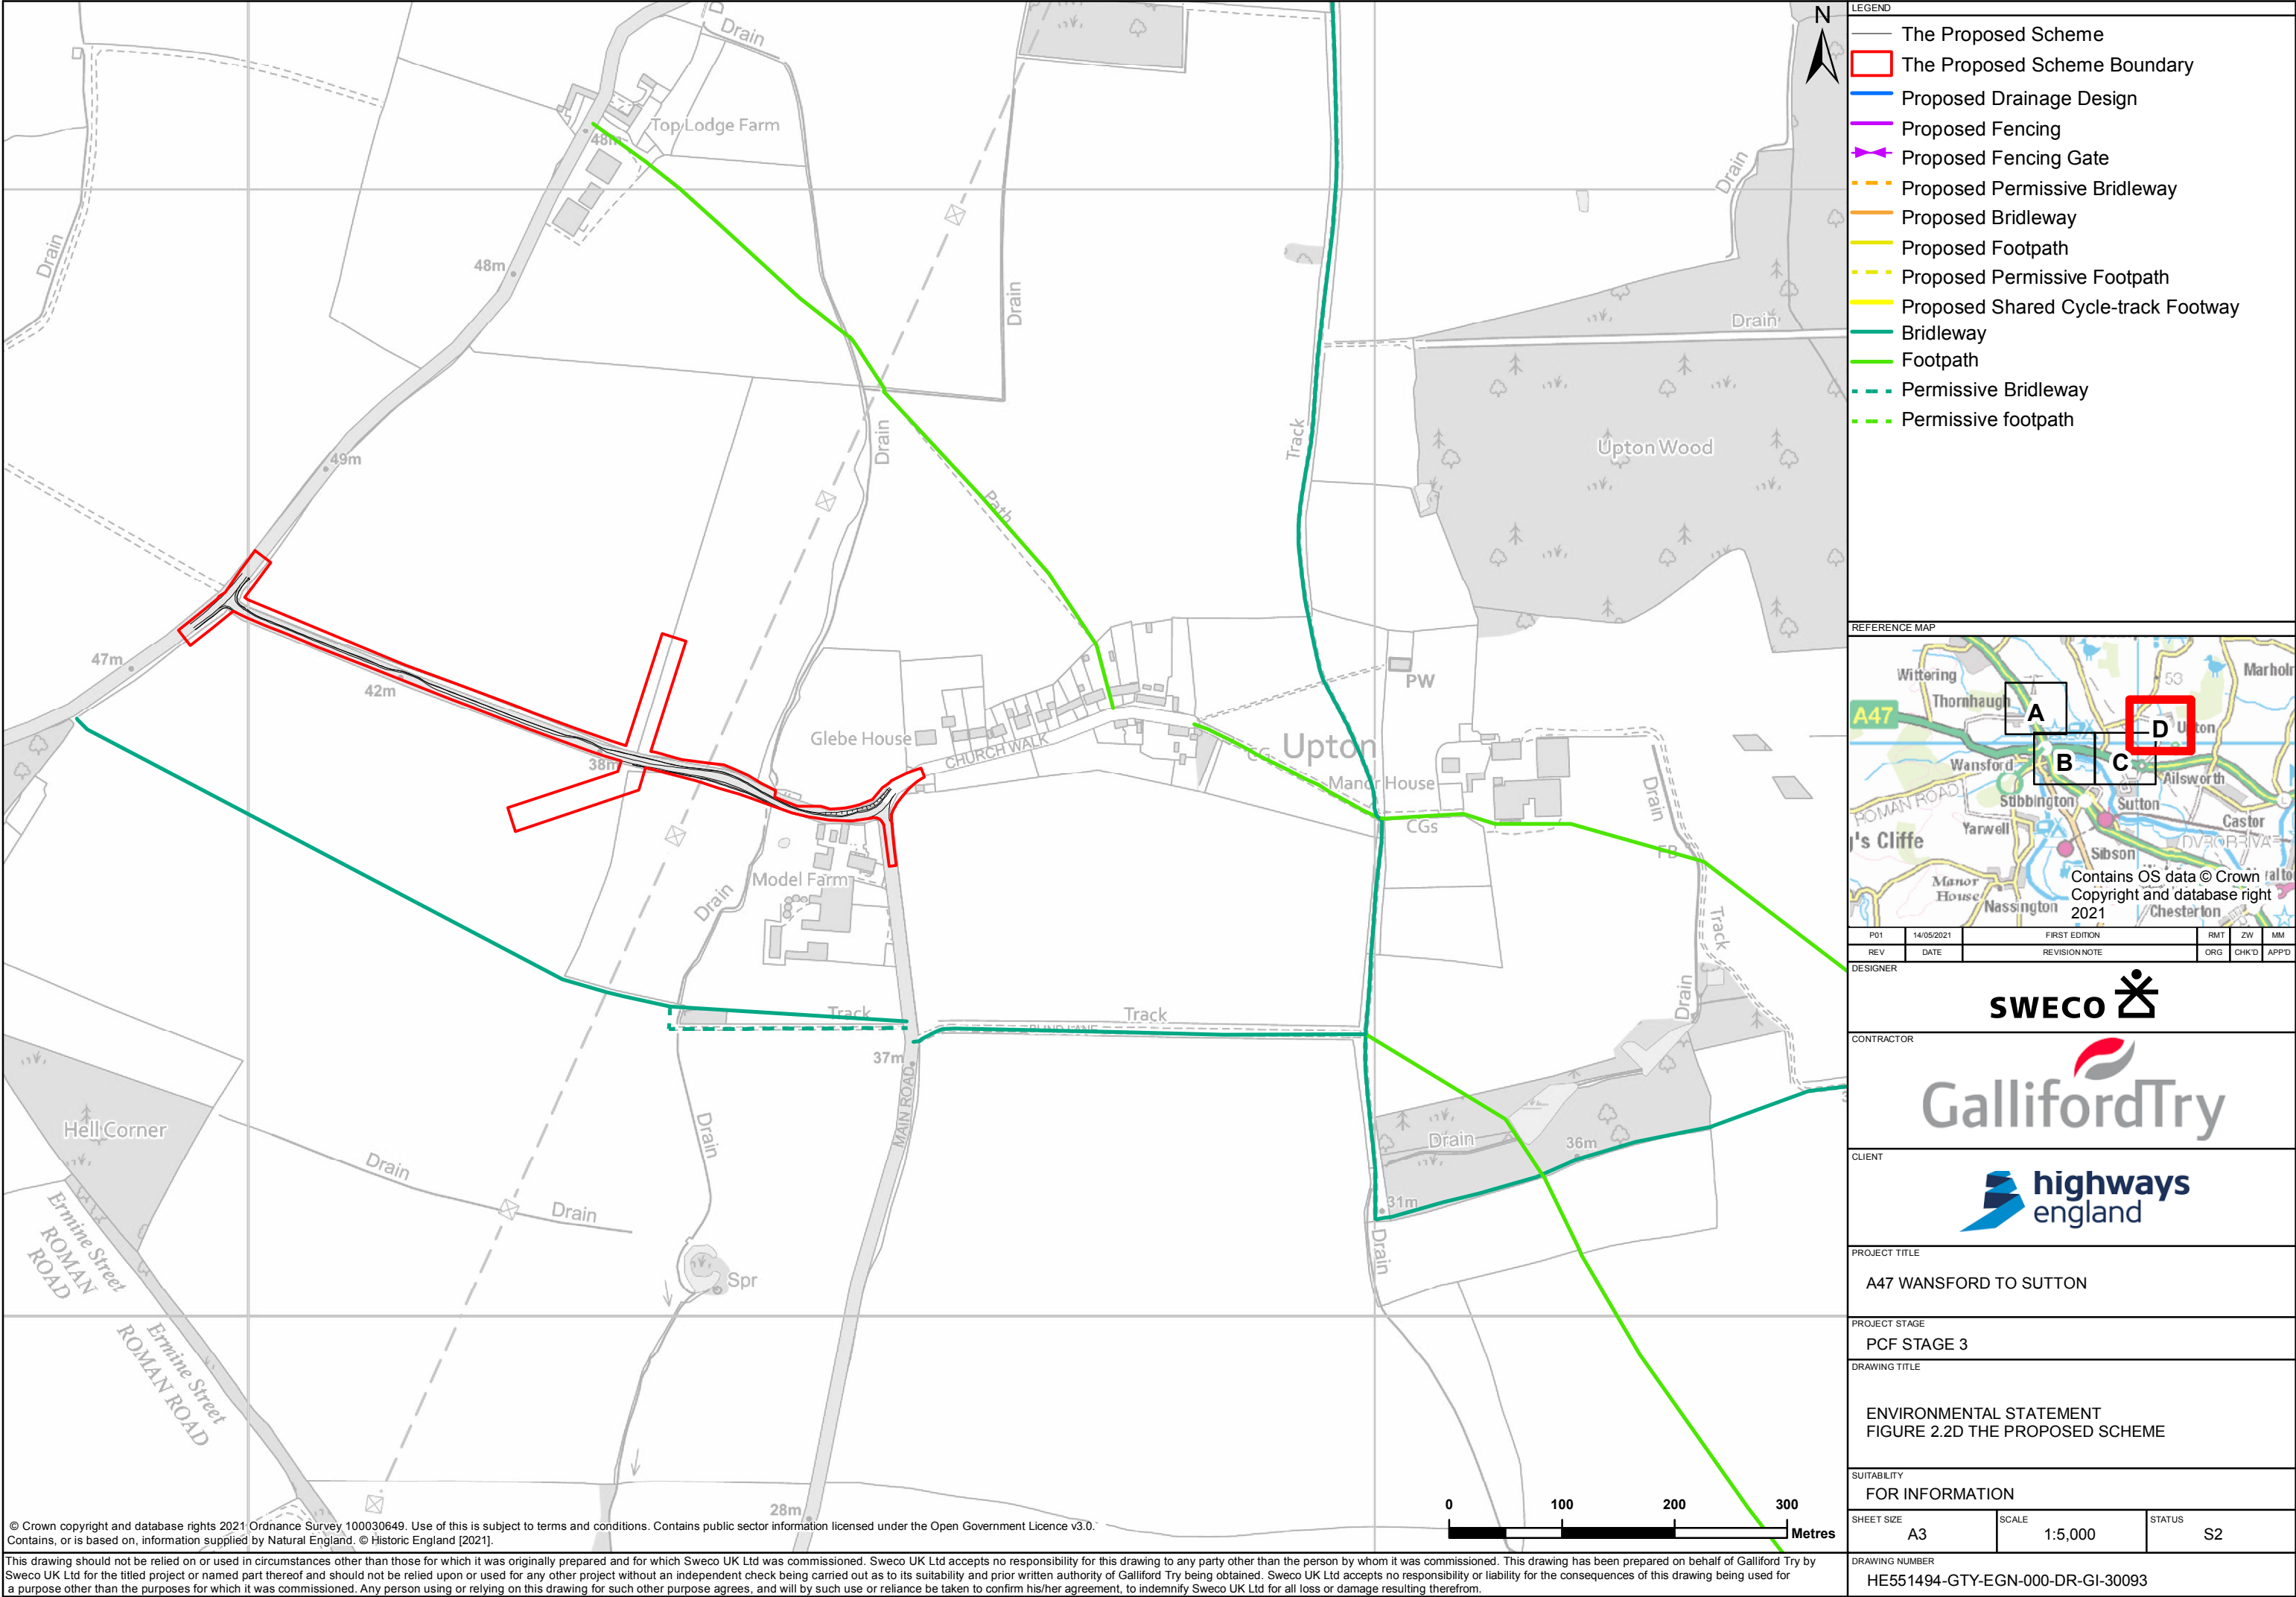 Drain
Drain
Top Lodge Farm
48m
Drain
48m
Drain
Drain
Drain
Track
Drain
49m
Path
Upton Wood
47m
42m
38m
Glebe House
CHURCH WALK
PW
CG
Upton
Manor House
CGs
Drain
FB
Model Farm
Drain
Track
Track
Track
BLIND LANE
37m
MAIN ROAD
Drain
Drain
Drain
36m
31m
Drain
Hell Corner
Drain
Drain
Ermine Street
ROMAN
ROAD
Ermine Street
ROMAN ROAD
Spr
28m
N
0 100 200 300
Metres
© Crown copyright and database rights 2021 Ordnance Survey 100030649. Use of this is subject to terms and conditions. Contains public sector information licensed under the Open Government Licence v3.0.
Contains, or is based on, information supplied by Natural England. © Historic England [2021].
This drawing should not be relied on or used in circumstances other than those for which it was originally prepared and for which Sweco UK Ltd was commissioned. Sweco UK Ltd accepts no responsibility for this drawing to any party other than the person by whom it was commissioned. This drawing has been prepared on behalf of Galliford Try by
Sweco UK Ltd for the titled project or named part thereof and should not be relied upon or used for any other project without an independent check being carried out as to its suitability and prior written authority of Galliford Try being obtained. Sweco UK Ltd accepts no responsibility or liability for the consequences of this drawing being used for
a purpose other than the purposes for which it was commissioned. Any person using or relying on this drawing for such other purpose agrees, and will by such use or reliance be taken to confirm his/her agreement, to indemnify Sweco UK Ltd for all loss or damage resulting therefrom.
LEGEND
The Proposed Scheme
The Proposed Scheme Boundary
Proposed Drainage Design
Proposed Fencing
Proposed Fencing Gate
Proposed Permissive Bridleway
Proposed Bridleway
Proposed Footpath
Proposed Permissive Footpath
Proposed Shared Cycle-track Footway
Bridleway
Footpath
Permissive Bridleway
Permissive footpath
REFERENCE MAP
Wittering
53
Marholm
Thornhaugh
A
A47
D
Upton
Wansford
B
C
Ailsworth
Stibbington
Sutton
ROMAN ROAD
Yarwell
Castor
DVROBRIVAE
's Cliffe
Sibson
Manor
House
Nassington
Chesterton
Contains OS data © Crown
Copyright and database right
2021
P01 14/05/2021 FIRST EDITION RMT ZW MM
REV DATE REVISION NOTE ORG CHK'D APP'D
DESIGNER
SWECO
CONTRACTOR
GallifordTry
CLIENT
highways
england
PROJECT TITLE
A47 WANSFORD TO SUTTON
PROJECT STAGE
PCF STAGE 3
DRAWING TITLE
ENVIRONMENTAL STATEMENT
FIGURE 2.2D THE PROPOSED SCHEME
SUITABILITY
FOR INFORMATION
SHEET SIZE
A3
SCALE
1:5,000
STATUS
S2
DRAWING NUMBER
HE551494-GTY-EGN-000-DR-GI-30093